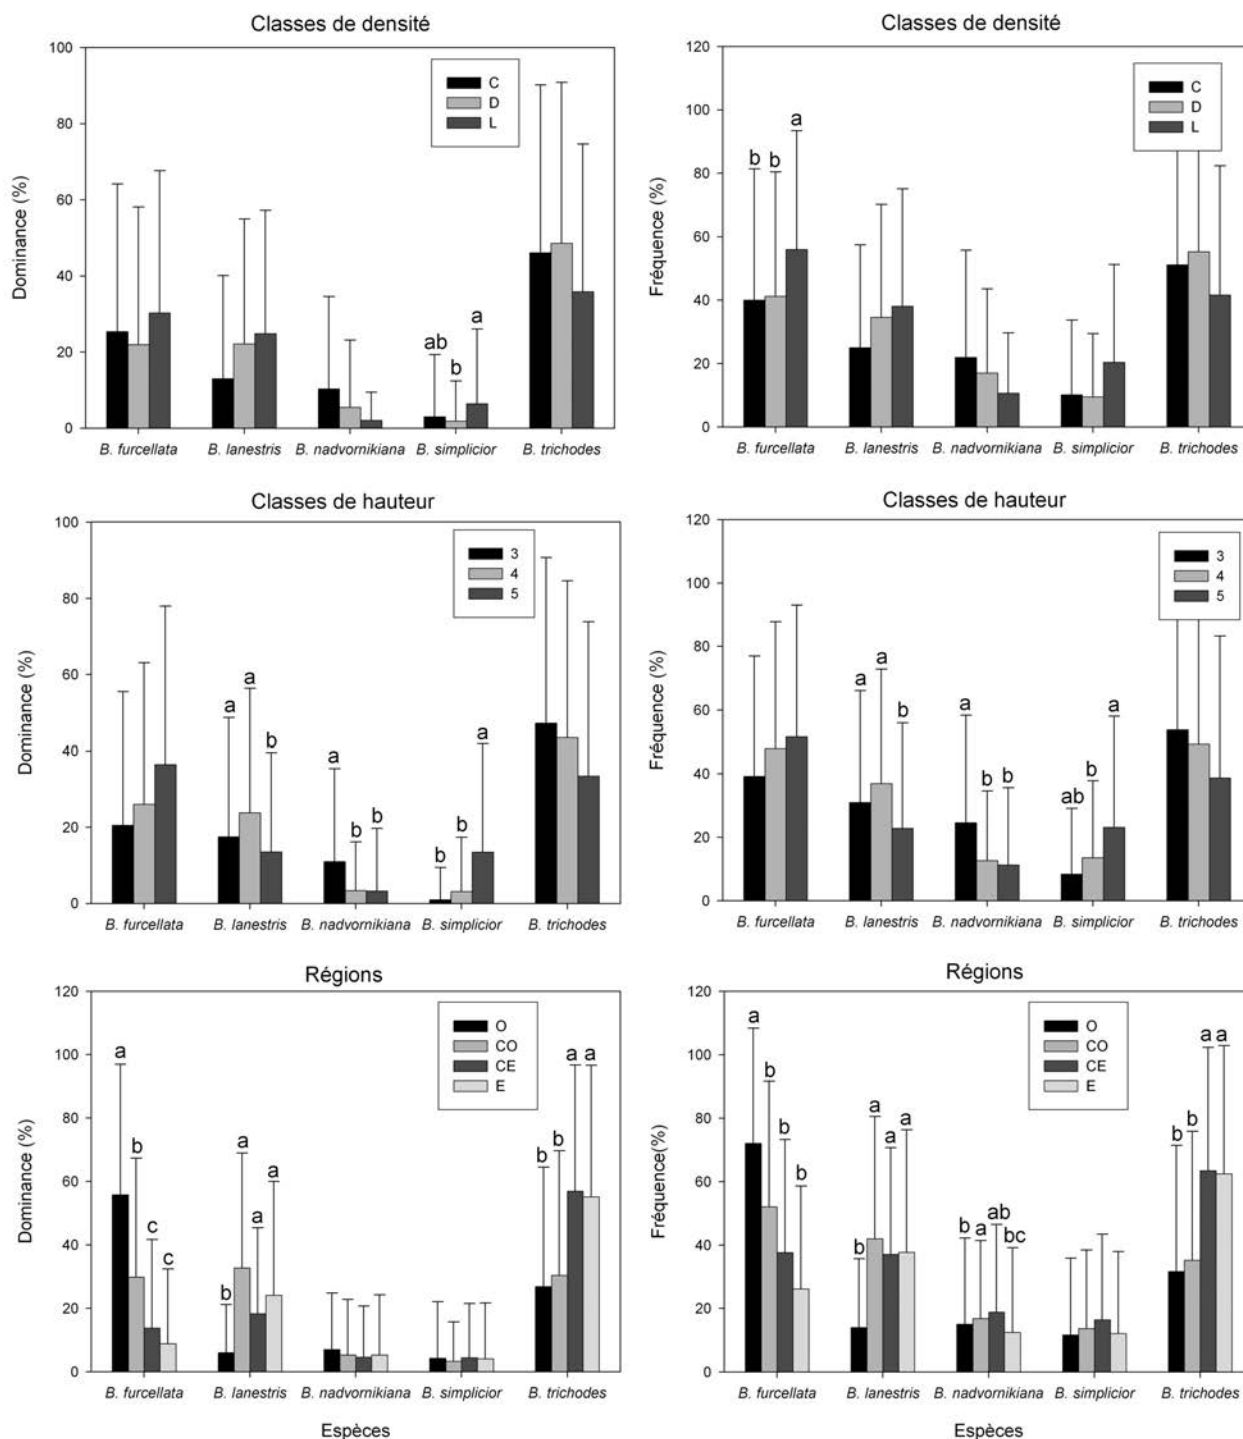 Classes de densité
Dominance (%)
100
80
60
40
20
0
C
D
L
ab
b
a
B. furcellata
B. lanestris
B. nadvornikiana
B. simplicior
B. trichodes
Classes de densité
Fréquence (%)
120
100
80
60
40
20
0
C
D
L
b
b
a
B. furcellata
B. lanestris
B. nadvornikiana
B. simplicior
B. trichodes
Classes de hauteur
Dominance (%)
100
80
60
40
20
0
3
4
5
a
a
b
a
b
b
b
b
a
B. furcellata
B. lanestris
B. nadvornikiana
B. simplicior
B. trichodes
Classes de hauteur
Fréquence (%)
120
100
80
60
40
20
0
3
4
5
a
a
b
a
b
b
ab
b
a
B. furcellata
B. lanestris
B. nadvornikiana
B. simplicior
B. trichodes
Régions
Dominance (%)
120
100
80
60
40
20
0
O
CO
CE
E
a
b
c
c
b
a
a
a
b
b
a
a
B. furcellata
B. lanestris
B. nadvornikiana
B. simplicior
B. trichodes
Espèces
Régions
Fréquence(%)
120
100
80
60
40
20
0
O
CO
CE
E
a
b
b
b
b
a
a
a
b
a
ab
bc
b
b
a
a
B. furcellata
B. lanestris
B. nadvornikiana
B. simplicior
B. trichodes
Espèces